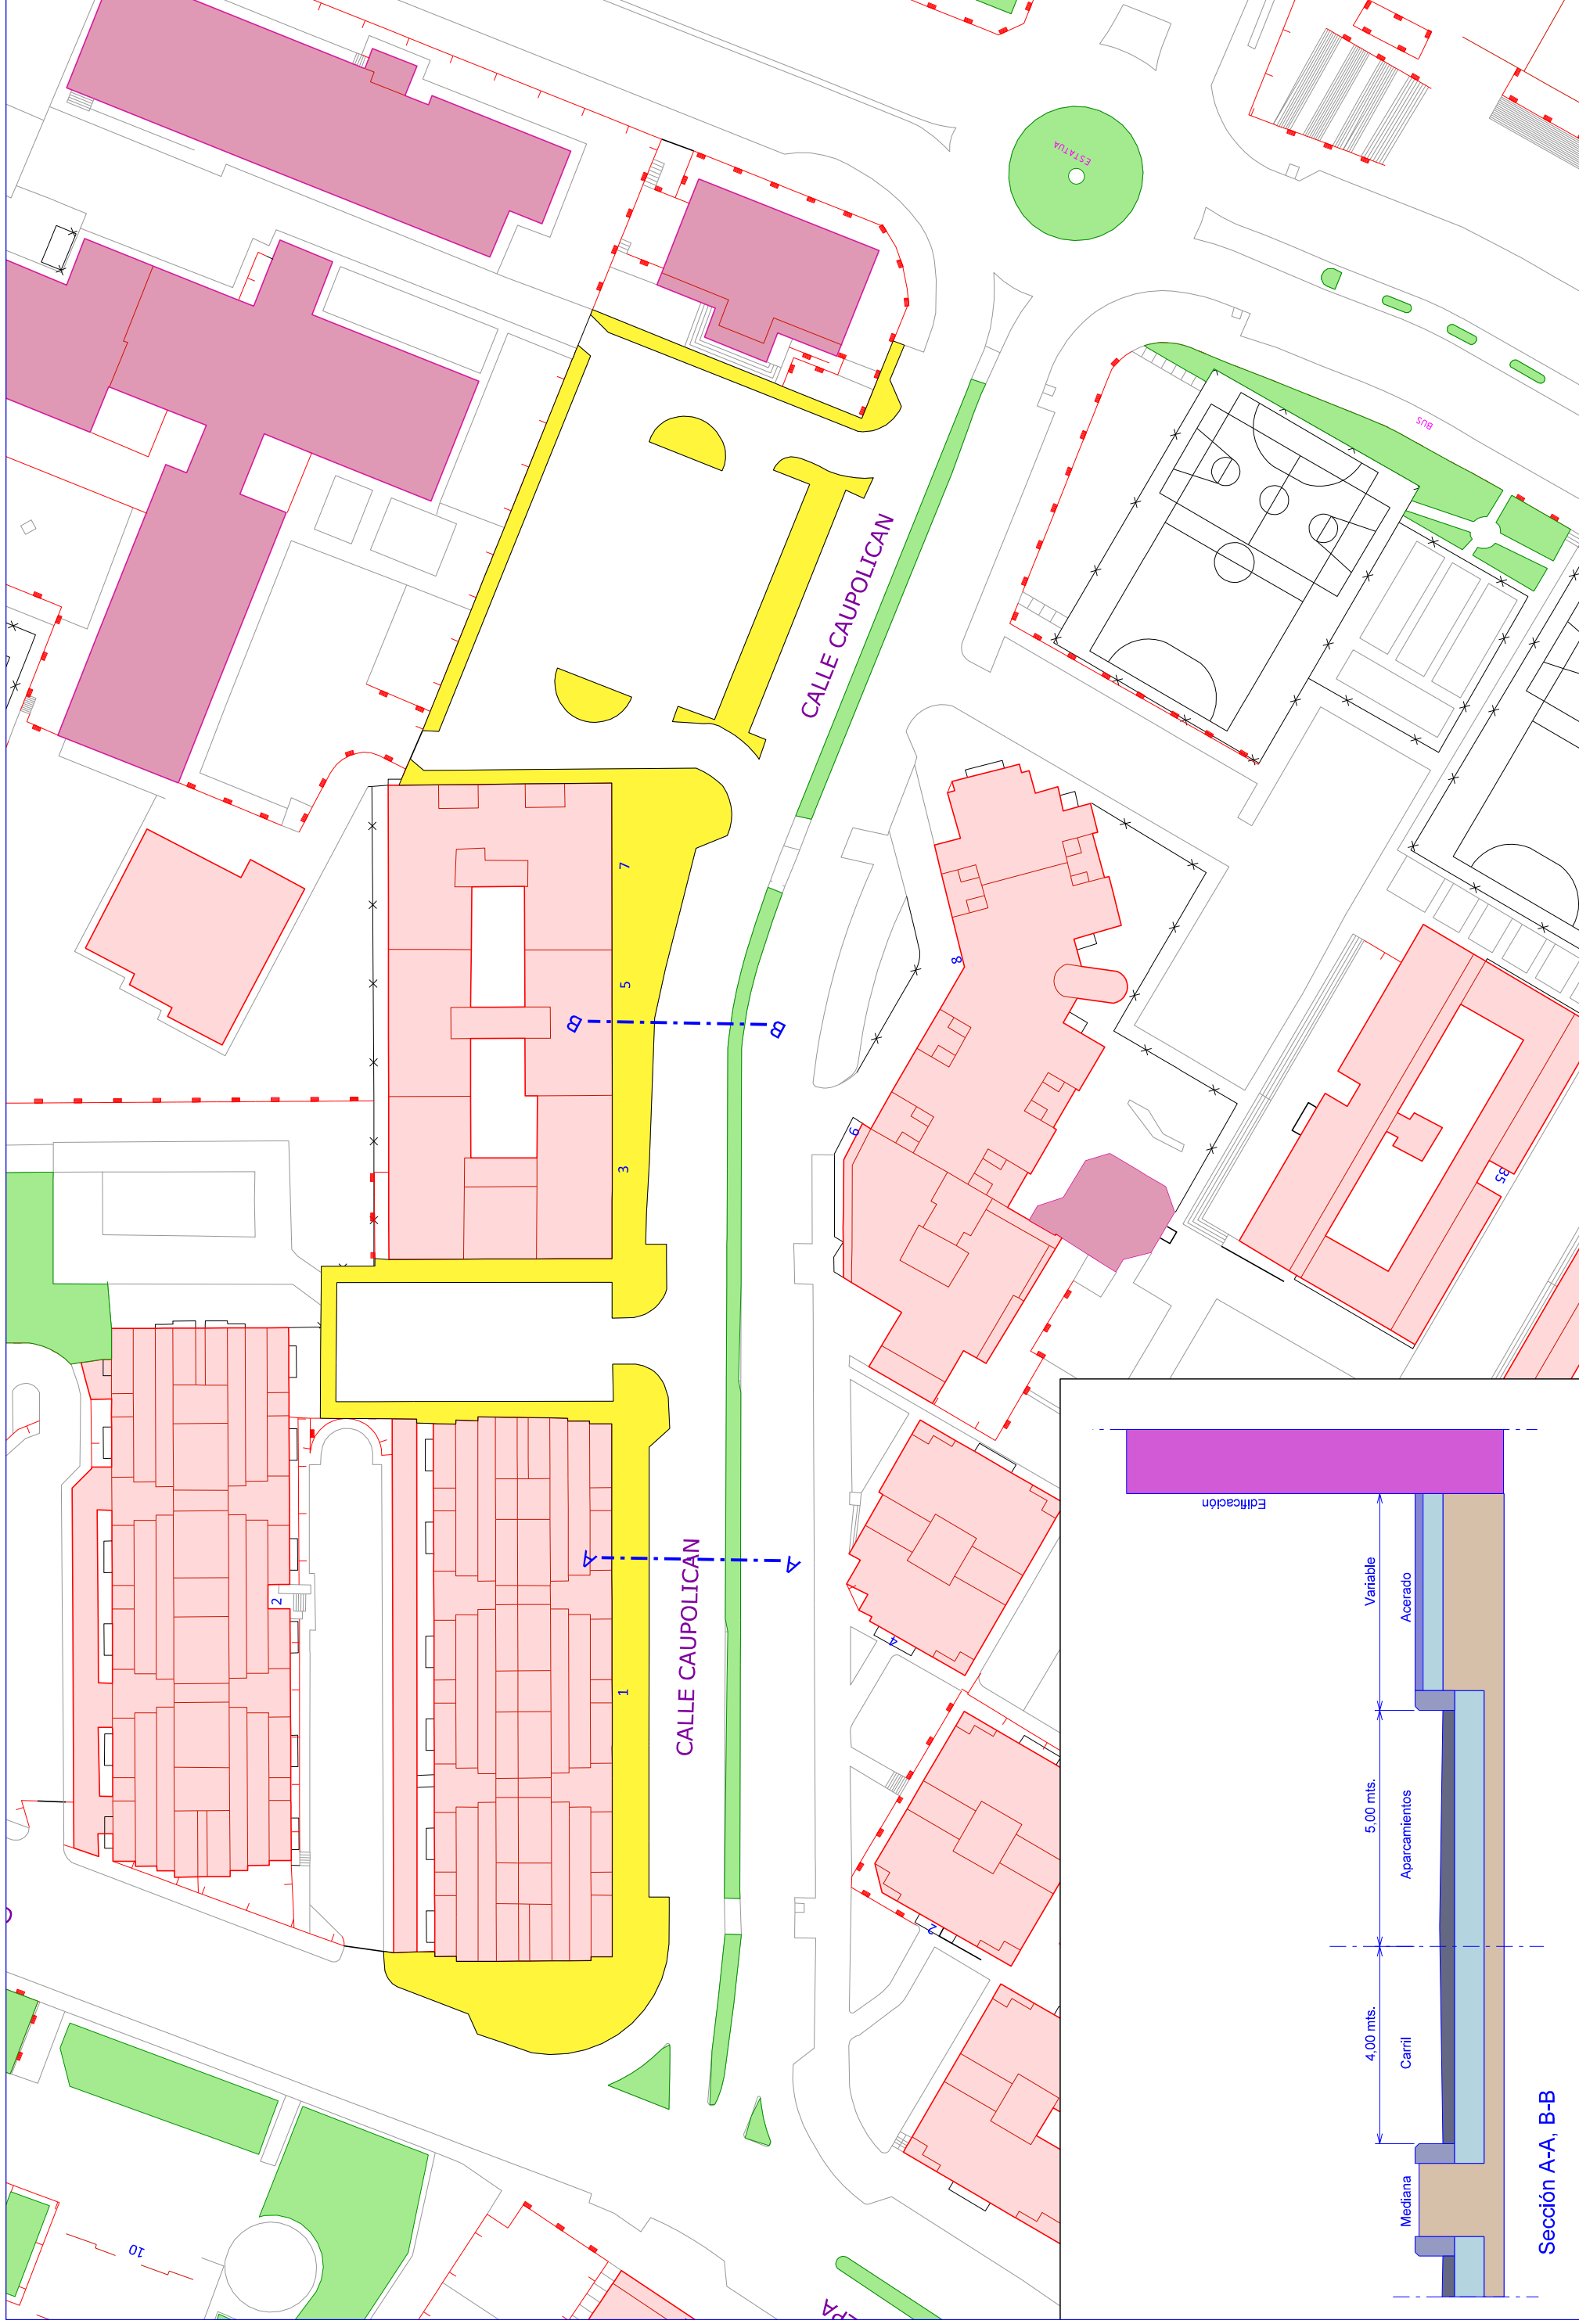 ESTATUA
BUS
CALLE CAUPOLICAN
7
5
3
B
B
8
6
35
A
A
CALLE CAUPOLICAN
1
2
4
2
10
Edificación
Variable
Acerado
5,00 mts.
Aparcamientos
4,00 mts.
Carril
Mediana
Sección A-A, B-B